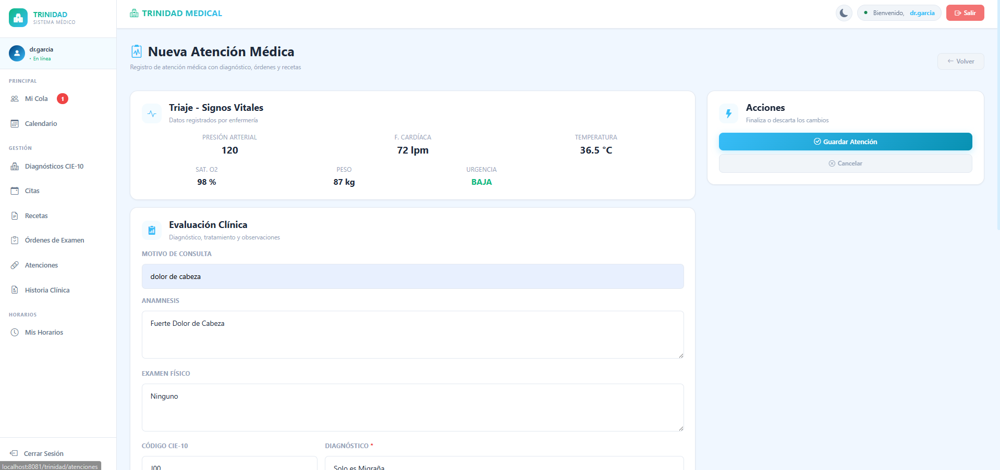 TRINIDAD
SISTEMA MÉDICO
dr.garcia
• En línea
PRINCIPAL
Mi Cola 1
Calendario
GESTIÓN
Diagnósticos CIE-10
Citas
Recetas
Órdenes de Examen
Atenciones
Historia Clínica
HORARIOS
Mis Horarios
Cerrar Sesión
localhost:8081/trinidad/atenciones
TRINIDAD MEDICAL
Bienvenido, dr.garcia
Salir
Nueva Atención Médica
Registro de atención médica con diagnóstico, órdenes y recetas
← Volver
Triaje - Signos Vitales
Datos registrados por enfermería
PRESIÓN ARTERIAL
120
F. CARDÍACA
72 lpm
TEMPERATURA
36.5 °C
SAT. O2
98 %
PESO
87 kg
URGENCIA
BAJA
Evaluación Clínica
Diagnóstico, tratamiento y observaciones
MOTIVO DE CONSULTA
dolor de cabeza
ANAMNESIS
Fuerte Dolor de Cabeza
EXAMEN FÍSICO
Ninguno
CÓDIGO CIE-10
J00
DIAGNÓSTICO *
Solo es Migraña
Acciones
Finaliza o descarta los cambios
Guardar Atención
Cancelar